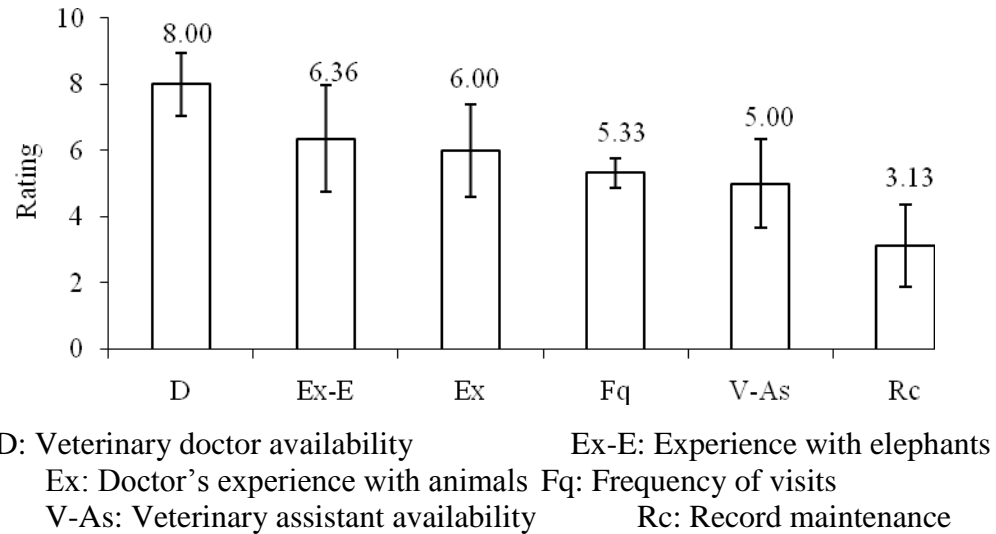 10
8.00
8
6.36
6.00
5.33
5.00
6
3.13
Rating
4
2
0
D Ex-E Ex Fq V-As Rc
D: Veterinary doctor availability Ex-E: Experience with elephants
Ex: Doctor’s experience with animals Fq: Frequency of visits
V-As: Veterinary assistant availability Rc: Record maintenance